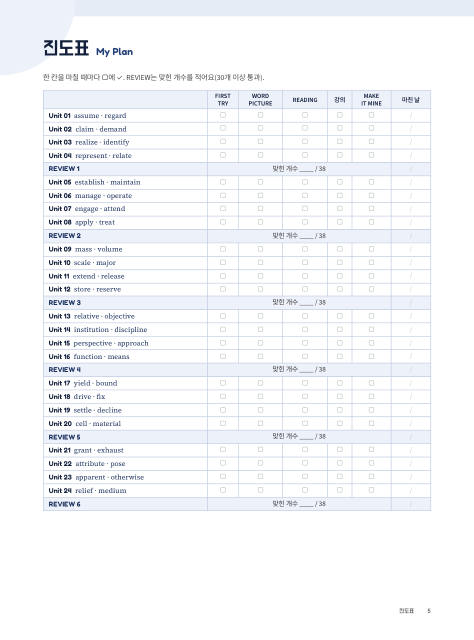 진도표 My Plan
한 칸을 마칠 때마다 ▢에 ✓. REVIEW는 맞힌 개수를 적어요(30개 이상 통과).
FIRST TRY WORD PICTURE READING 강의 MAKE IT MINE 마친 날
Unit 01 assume · regard ▢ ▢ ▢ ▢ ▢ /
Unit 02 claim · demand ▢ ▢ ▢ ▢ ▢ /
Unit 03 realize · identify ▢ ▢ ▢ ▢ ▢ /
Unit 04 represent · relate ▢ ▢ ▢ ▢ ▢ /
REVIEW 1 맞힌 개수 ____ / 38 /
Unit 05 establish · maintain ▢ ▢ ▢ ▢ ▢ /
Unit 06 manage · operate ▢ ▢ ▢ ▢ ▢ /
Unit 07 engage · attend ▢ ▢ ▢ ▢ ▢ /
Unit 08 apply · treat ▢ ▢ ▢ ▢ ▢ /
REVIEW 2 맞힌 개수 ____ / 38 /
Unit 09 mass · volume ▢ ▢ ▢ ▢ ▢ /
Unit 10 scale · major ▢ ▢ ▢ ▢ ▢ /
Unit 11 extend · release ▢ ▢ ▢ ▢ ▢ /
Unit 12 store · reserve ▢ ▢ ▢ ▢ ▢ /
REVIEW 3 맞힌 개수 ____ / 38 /
Unit 13 relative · objective ▢ ▢ ▢ ▢ ▢ /
Unit 14 institution · discipline ▢ ▢ ▢ ▢ ▢ /
Unit 15 perspective · approach ▢ ▢ ▢ ▢ ▢ /
Unit 16 function · means ▢ ▢ ▢ ▢ ▢ /
REVIEW 4 맞힌 개수 ____ / 38 /
Unit 17 yield · bound ▢ ▢ ▢ ▢ ▢ /
Unit 18 drive · fix ▢ ▢ ▢ ▢ ▢ /
Unit 19 settle · decline ▢ ▢ ▢ ▢ ▢ /
Unit 20 cell · material ▢ ▢ ▢ ▢ ▢ /
REVIEW 5 맞힌 개수 ____ / 38 /
Unit 21 grant · exhaust ▢ ▢ ▢ ▢ ▢ /
Unit 22 attribute · pose ▢ ▢ ▢ ▢ ▢ /
Unit 23 apparent · otherwise ▢ ▢ ▢ ▢ ▢ /
Unit 24 relief · medium ▢ ▢ ▢ ▢ ▢ /
REVIEW 6 맞힌 개수 ____ / 38 /
진도표 5